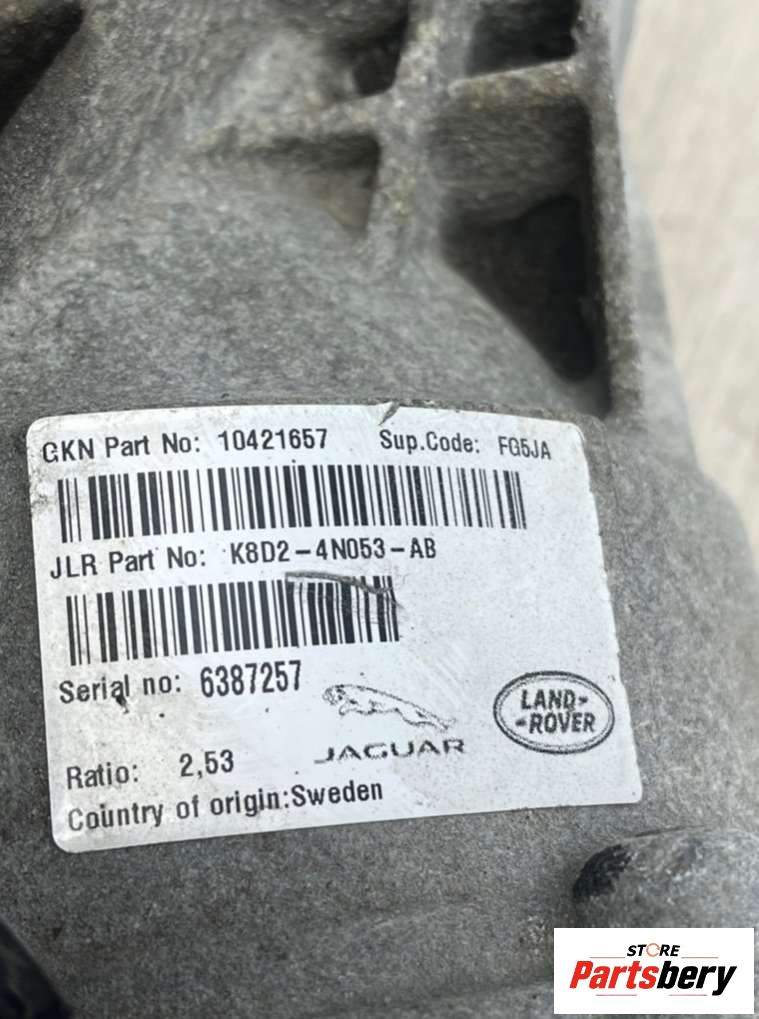 GKN Part No: 10421657 Sup.Code: FG5JA
JLR Part No: K8D2-4N053-AB
Serial no: 6387257
JAGUAR
LAND-
-ROVER
Ratio: 2,53
Country of origin:Sweden
STORE
Partsbery